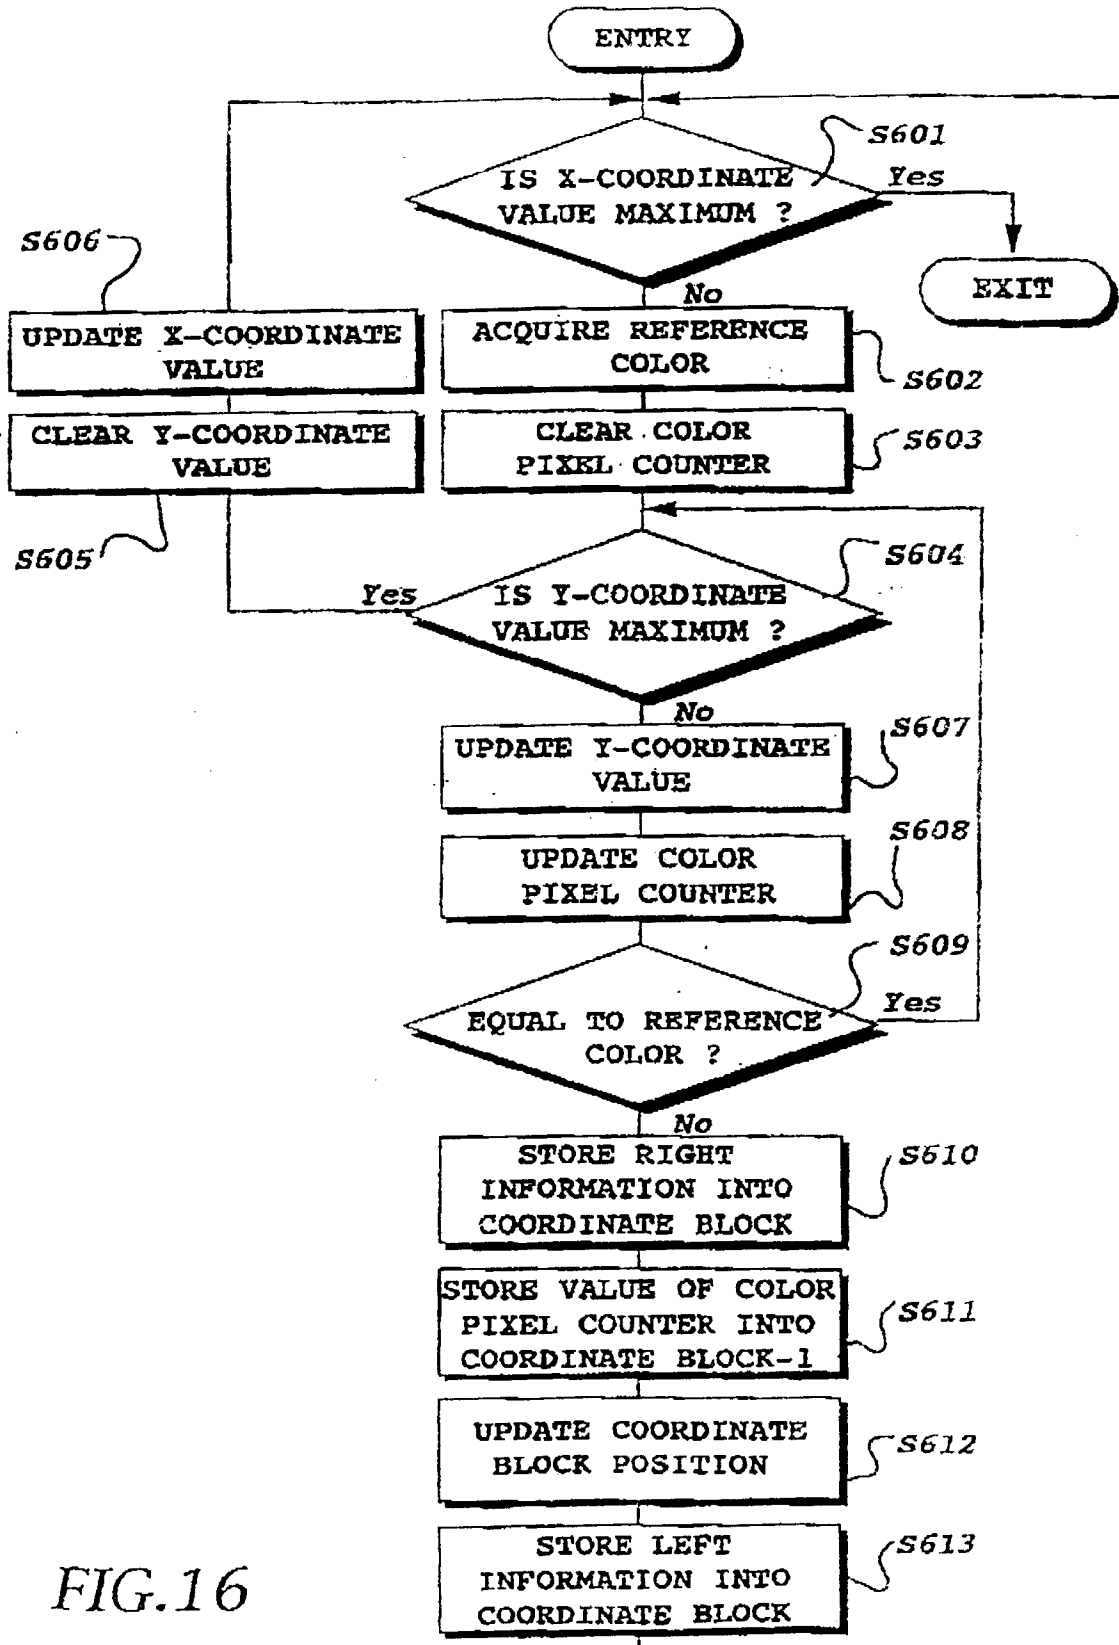 ENTRY
S601
IS X-COORDINATE
VALUE MAXIMUM ?
Yes
EXIT
No
S606
UPDATE X-COORDINATE
VALUE
ACQUIRE REFERENCE
COLOR
S602
CLEAR Y-COORDINATE
VALUE
CLEAR COLOR
PIXEL COUNTER
S603
S605
S604
Yes
IS Y-COORDINATE
VALUE MAXIMUM ?
No
S607
UPDATE Y-COORDINATE
VALUE
S608
UPDATE COLOR
PIXEL COUNTER
S609
Yes
EQUAL TO REFERENCE
COLOR ?
No
STORE RIGHT
INFORMATION INTO
COORDINATE BLOCK
S610
STORE VALUE OF COLOR
PIXEL COUNTER INTO
COORDINATE BLOCK-1
S611
UPDATE COORDINATE
BLOCK POSITION
S612
STORE LEFT
INFORMATION INTO
COORDINATE BLOCK
S613
FIG.16